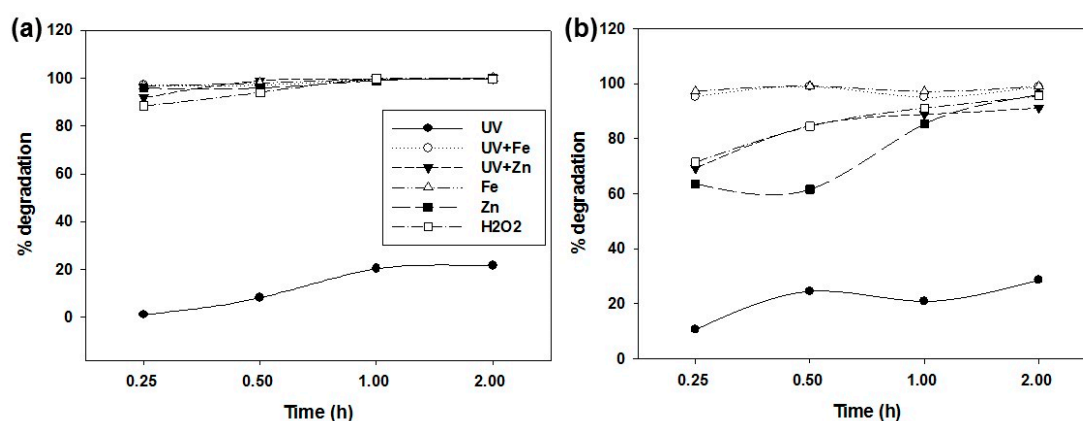 (a)
120
100
80
60
40
20
0
% degradation
UV
UV+Fe
UV+Zn
Fe
Zn
H2O2
0.25 0.50 1.00 2.00
Time (h)
(b)
120
100
80
60
40
20
0
% degradation
0.25 0.50 1.00 2.00
Time (h)